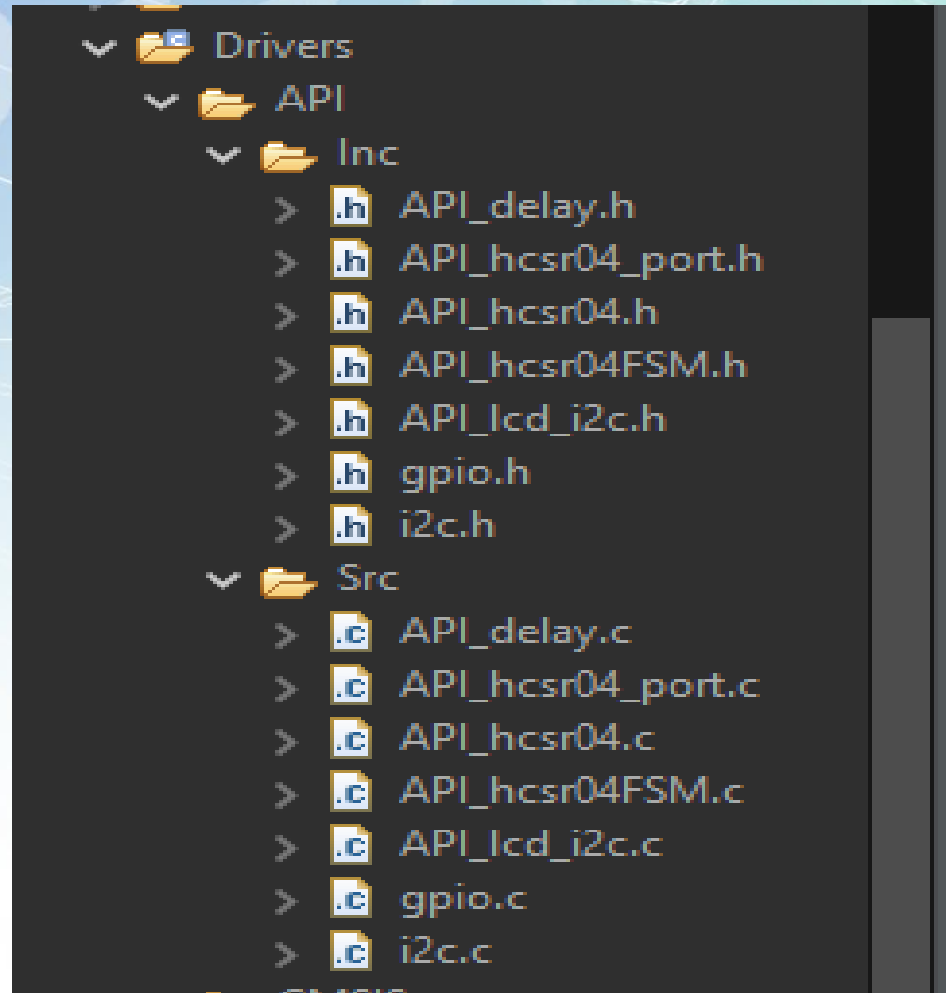 Drivers
API
Inc
.h API_delay.h
.h API_hcsr04_port.h
.h API_hcsr04.h
.h API_hcsr04FSM.h
.h API_lcd_i2c.h
.h gpio.h
.h i2c.h
Src
.c API_delay.c
.c API_hcsr04_port.c
.c API_hcsr04.c
.c API_hcsr04FSM.c
.c API_lcd_i2c.c
.c gpio.c
.c i2c.c